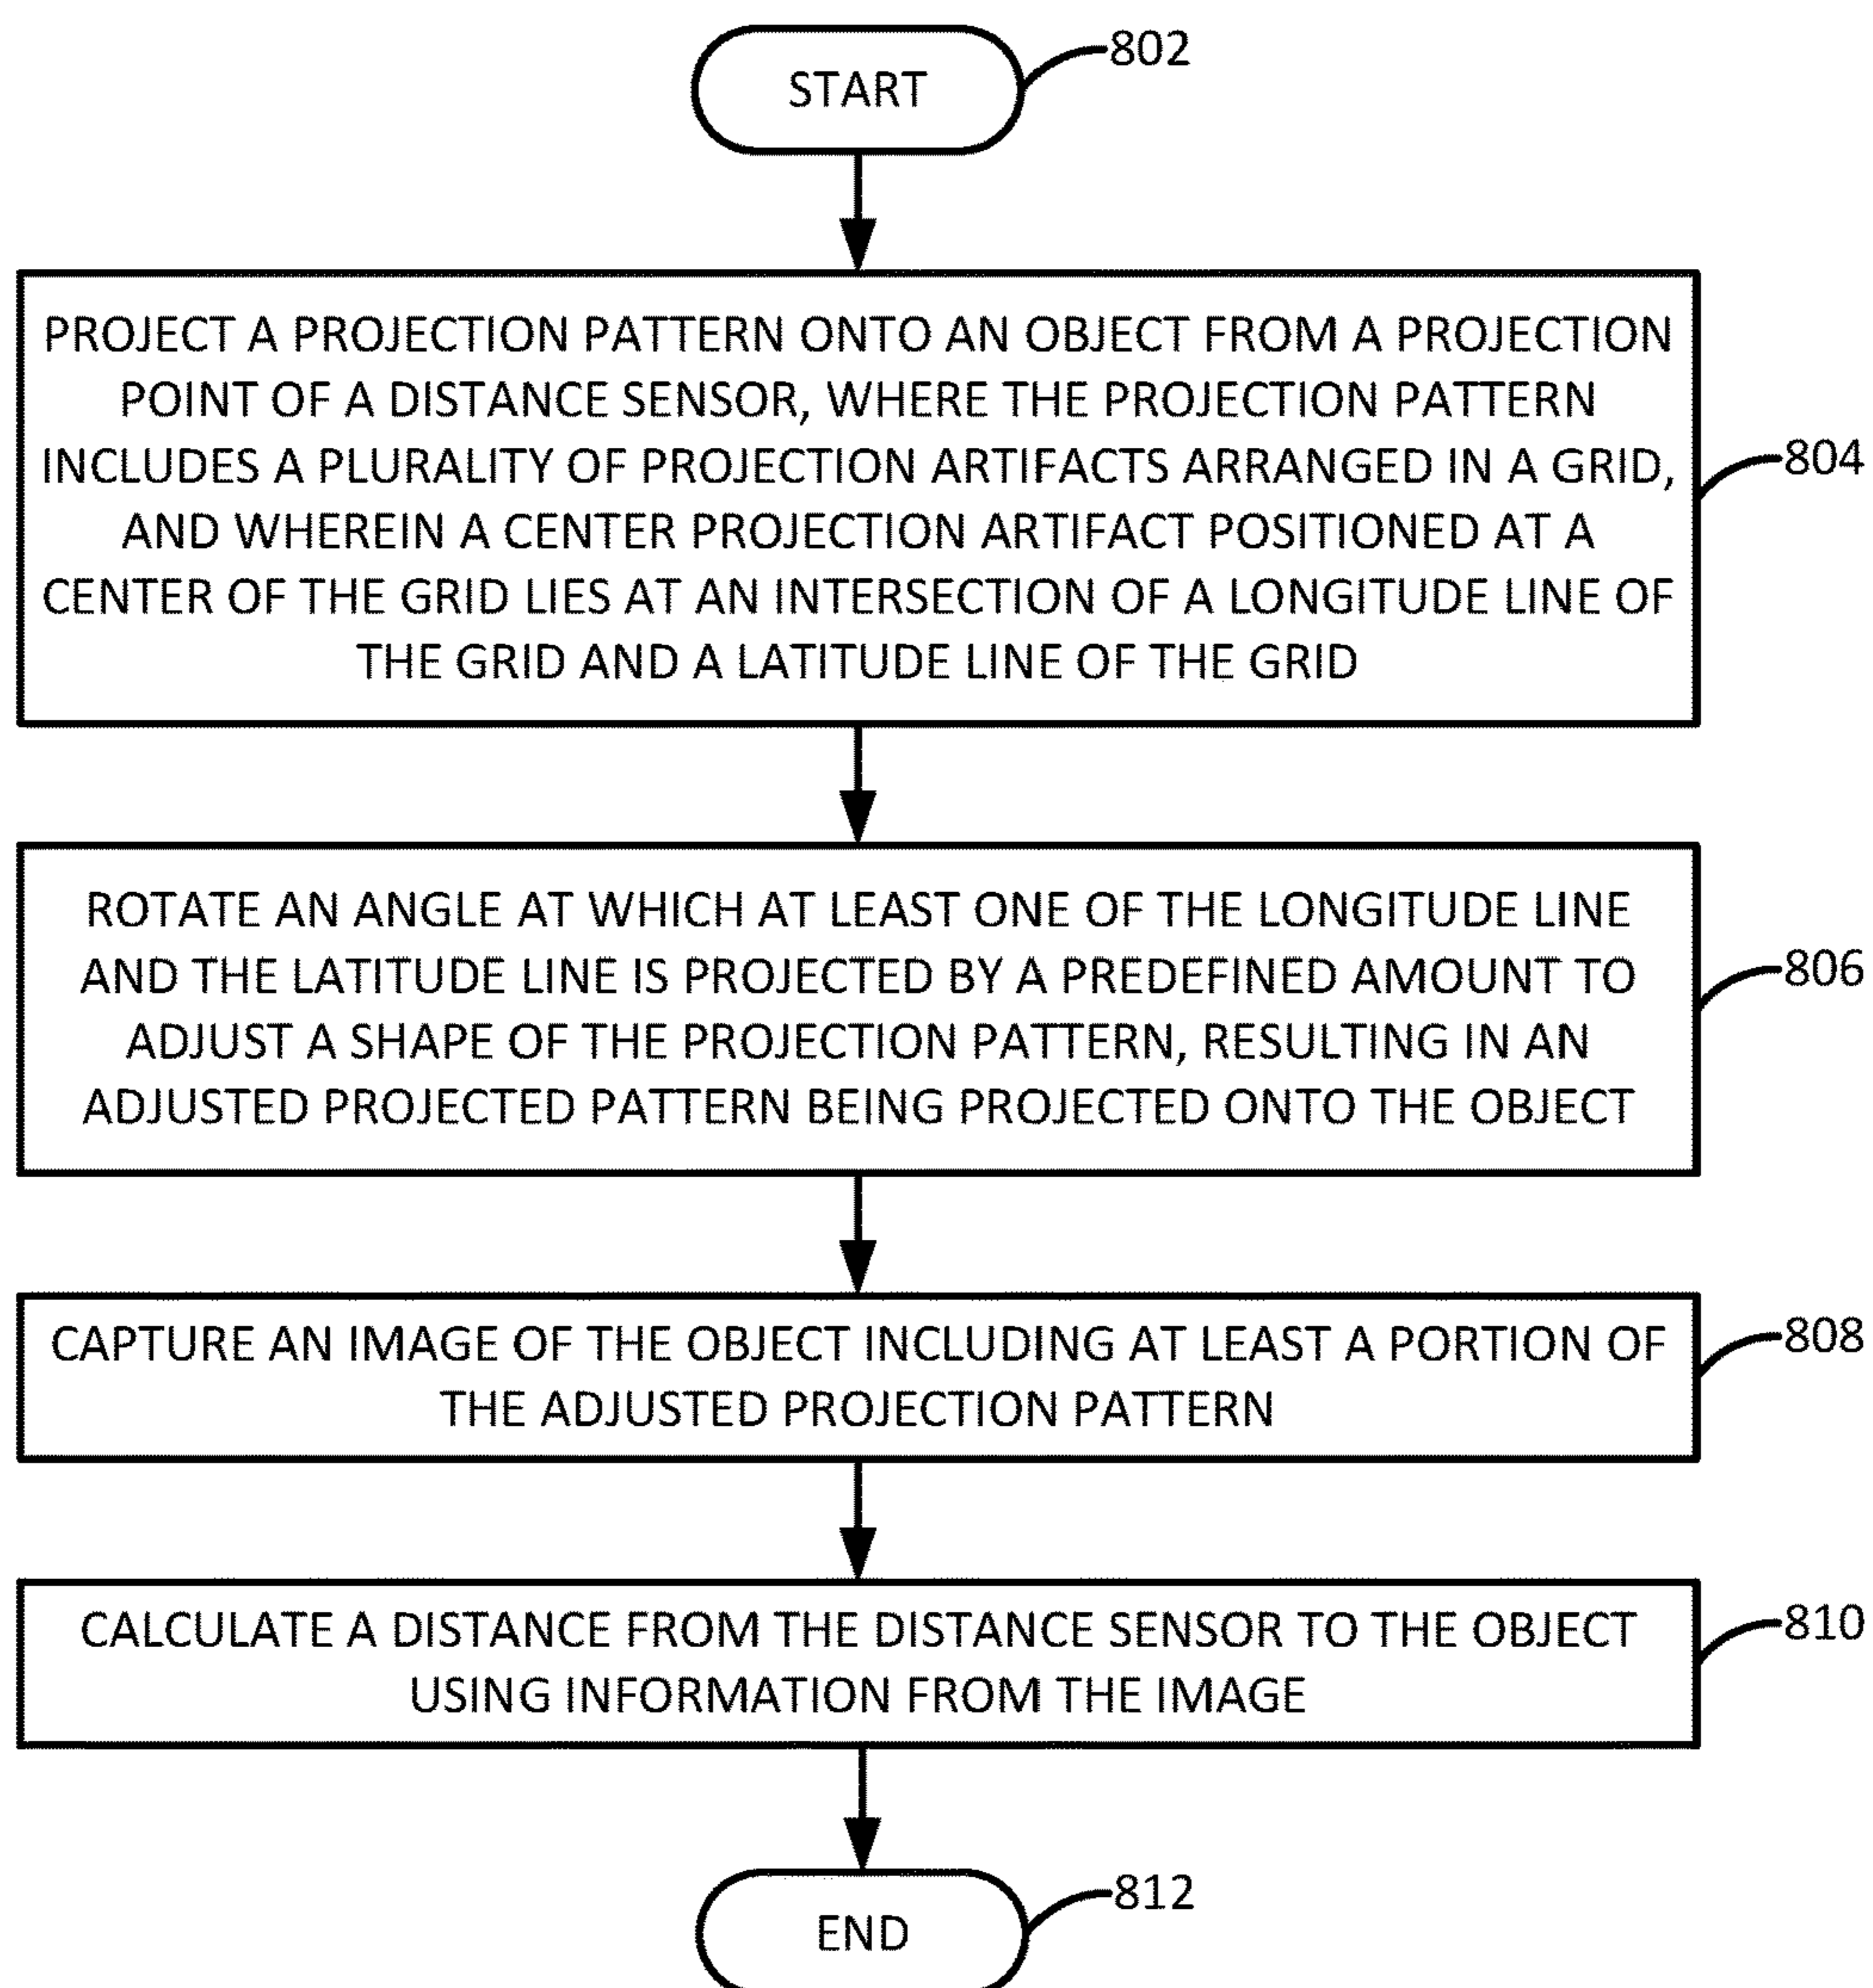 START
802
PROJECT A PROJECTION PATTERN ONTO AN OBJECT FROM A PROJECTION
POINT OF A DISTANCE SENSOR, WHERE THE PROJECTION PATTERN
INCLUDES A PLURALITY OF PROJECTION ARTIFACTS ARRANGED IN A GRID,
AND WHEREIN A CENTER PROJECTION ARTIFACT POSITIONED AT A
CENTER OF THE GRID LIES AT AN INTERSECTION OF A LONGITUDE LINE OF
THE GRID AND A LATITUDE LINE OF THE GRID
804
ROTATE AN ANGLE AT WHICH AT LEAST ONE OF THE LONGITUDE LINE
AND THE LATITUDE LINE IS PROJECTED BY A PREDEFINED AMOUNT TO
ADJUST A SHAPE OF THE PROJECTION PATTERN, RESULTING IN AN
ADJUSTED PROJECTED PATTERN BEING PROJECTED ONTO THE OBJECT
806
CAPTURE AN IMAGE OF THE OBJECT INCLUDING AT LEAST A PORTION OF
THE ADJUSTED PROJECTION PATTERN
808
CALCULATE A DISTANCE FROM THE DISTANCE SENSOR TO THE OBJECT
USING INFORMATION FROM THE IMAGE
810
END
812